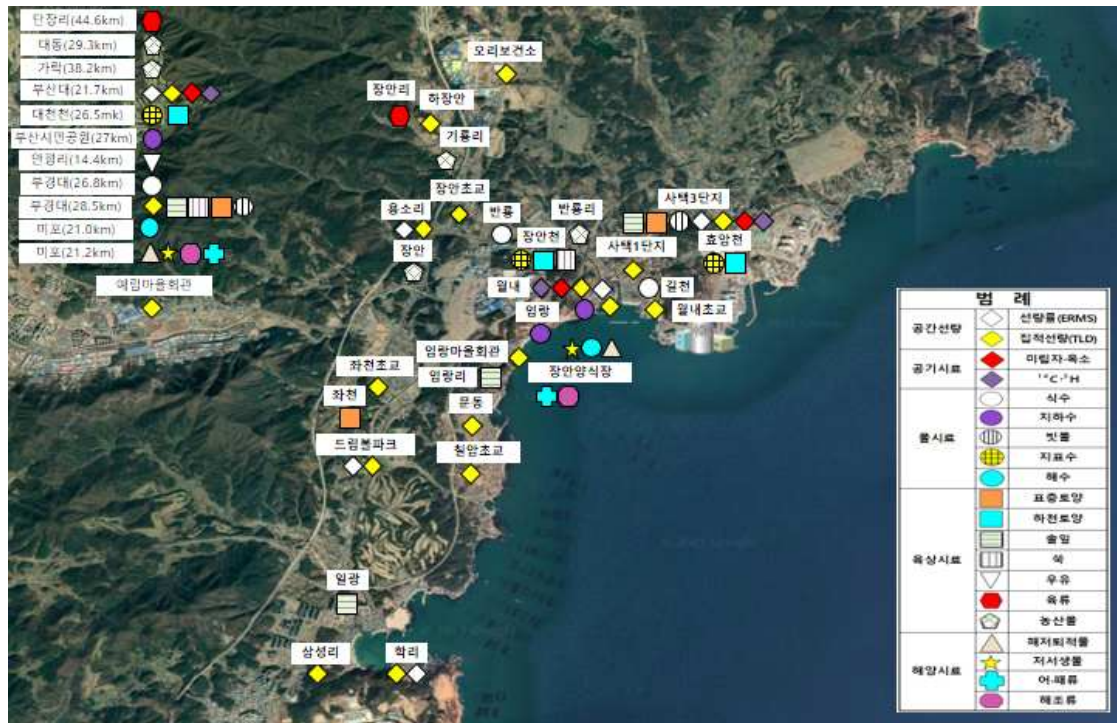 단장리(44.6km)
대동(29.3km)
가락(38.2km)
부산대(21.7km)
대천천(26.5mk)
부산시민공원(27km)
안평리(14.4km)
부경대(26.8km)
부경대(28.5km)
미포(21.0km)
미포(21.2km)
여림마을회관
모리보건소
장안리
하장안
기룡리
장안초교
용소리
장안
반룡
반룡리
장안천
사택3단지
사택1단지
효암천
월내
길천
임랑
월내초교
임랑마을회관
임랑리
장안양식장
좌천초교
좌천
문동
드림볼파크
칠암초교
일광
삼성리
학리
범 례
공간선량
선량률(ERMS)
집적선량(TLD)
공기시료
미립자·옥소
¹⁴C·³H
물시료
식수
지하수
빗물
지표수
해수
육상시료
표층토양
하천토양
솔잎
쑥
우유
육류
농산물
해양시료
해저퇴적물
저서생물
어·패류
해조류